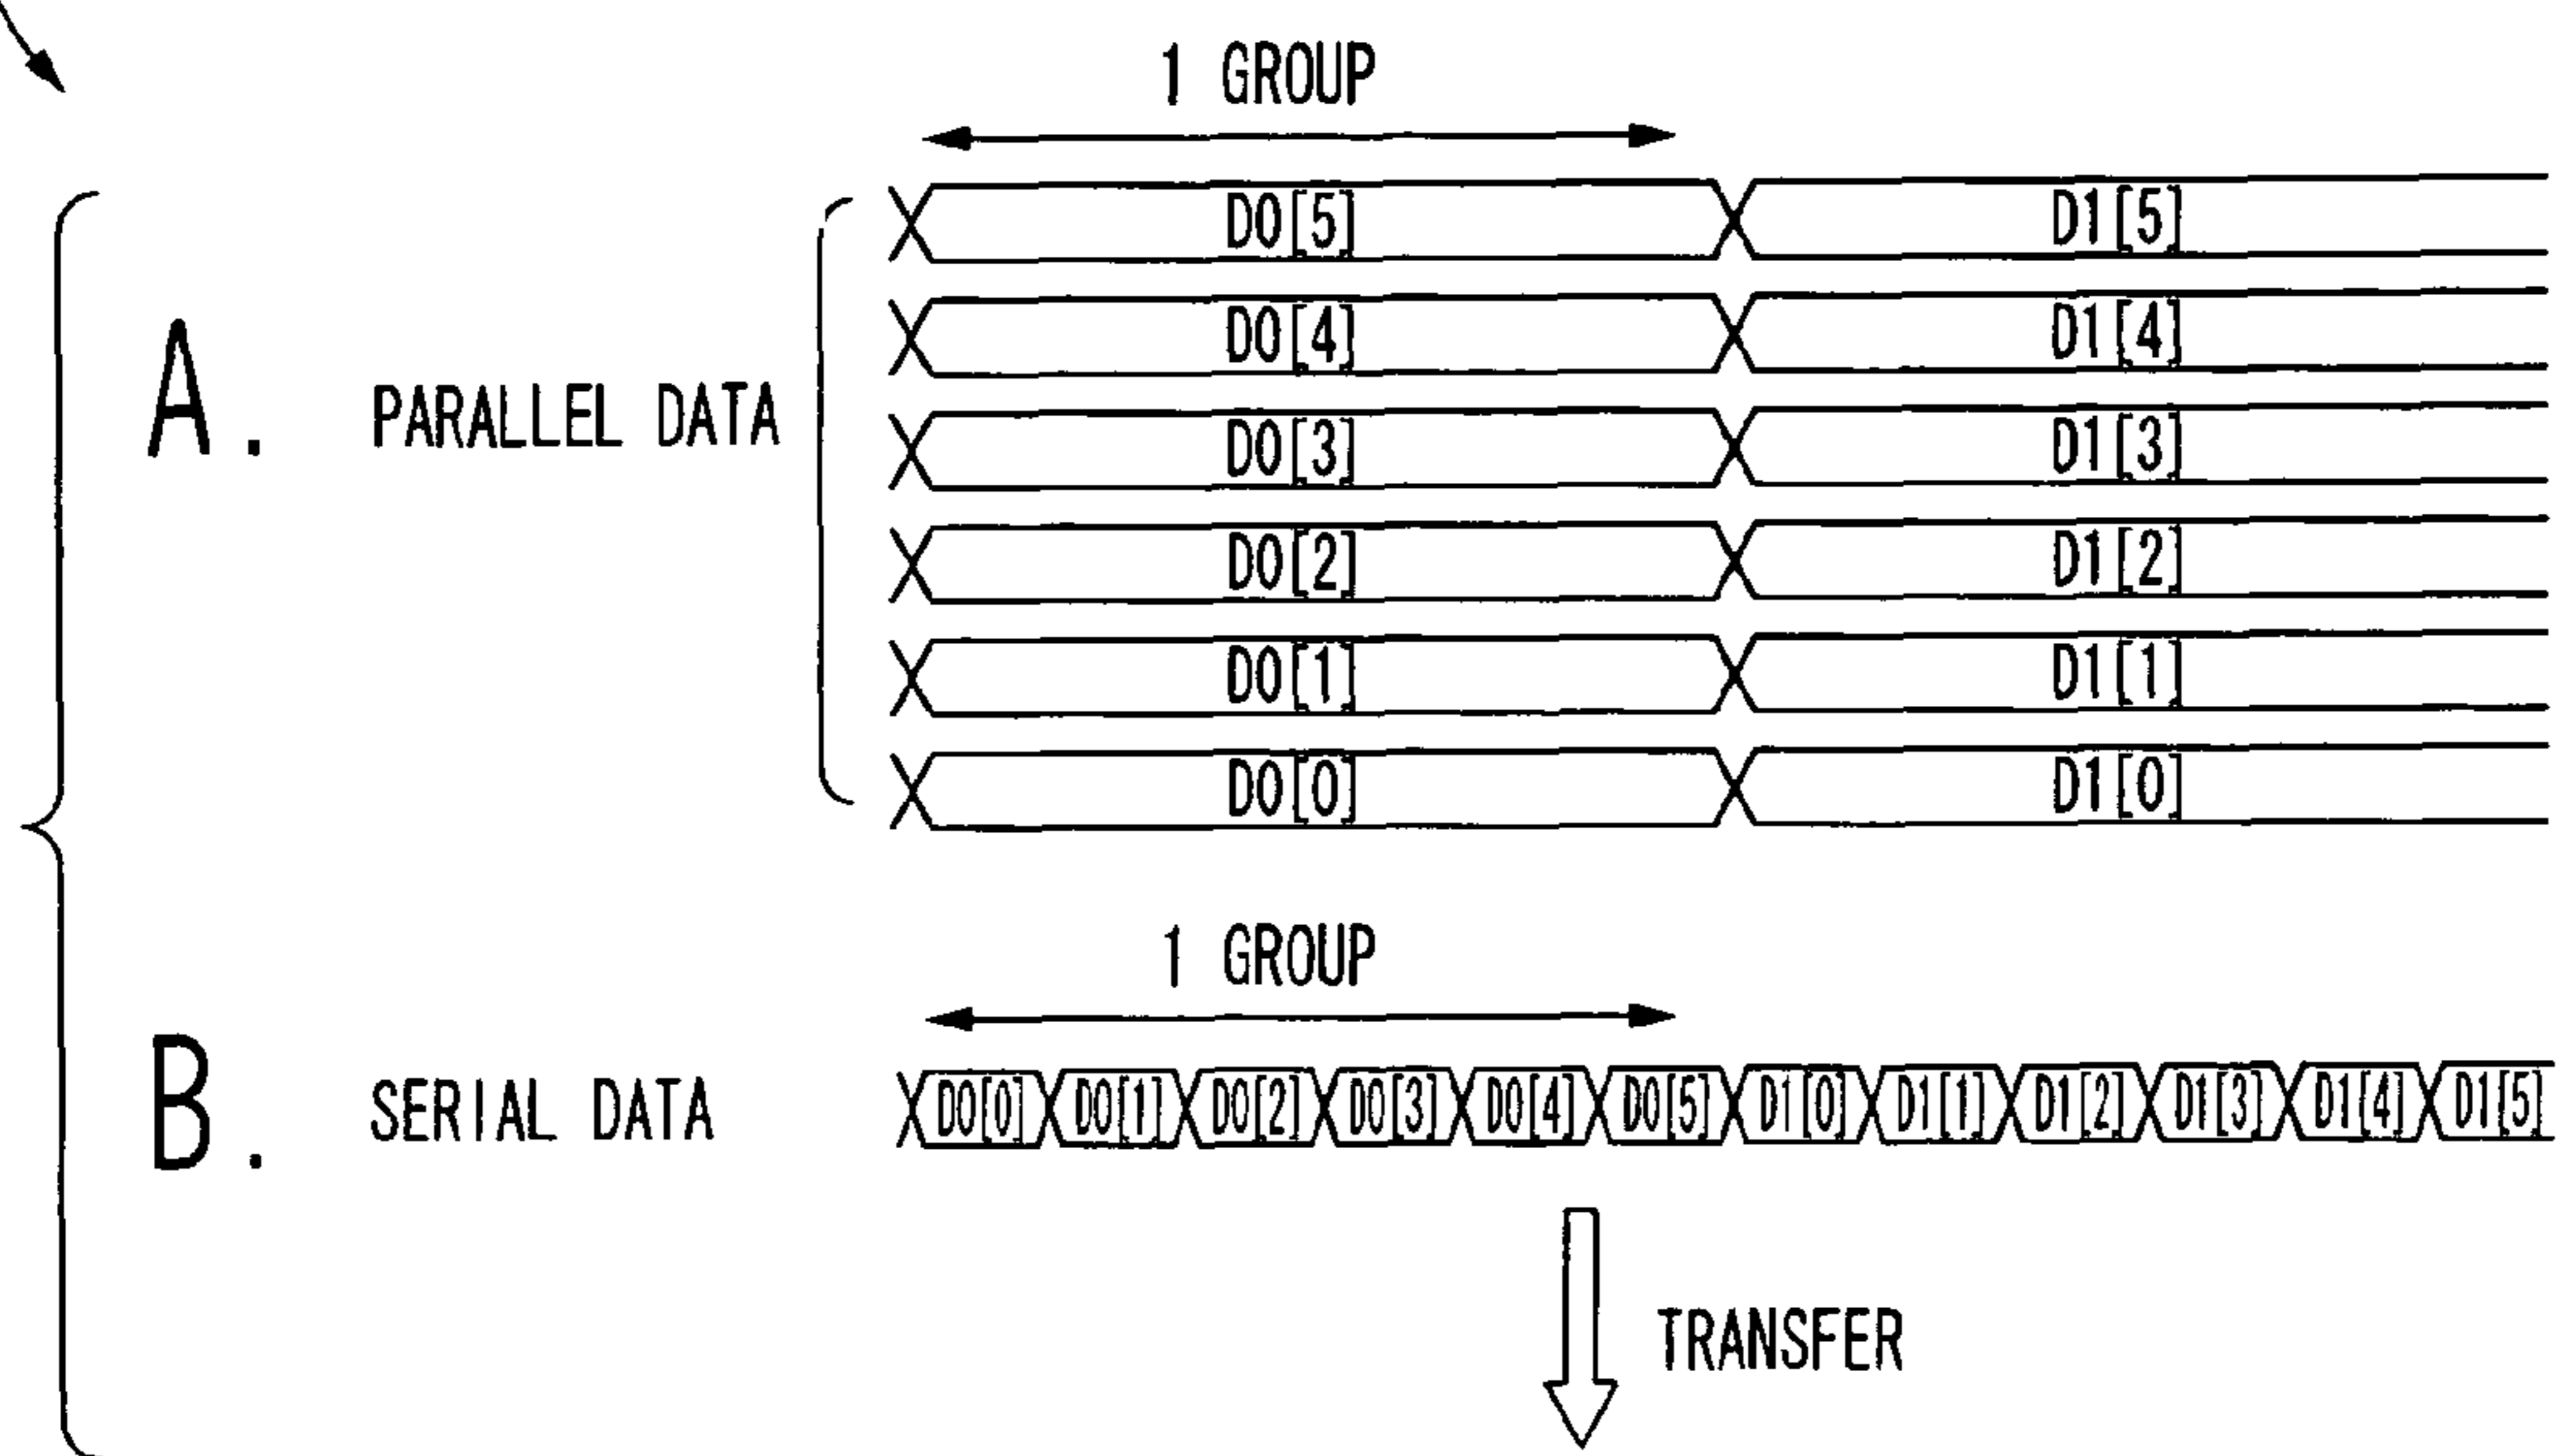 1 GROUP
D0[5] D1[5]
D0[4] D1[4]
A. PARALLEL DATA D0[3] D1[3]
D0[2] D1[2]
D0[1] D1[1]
D0[0] D1[0]
1 GROUP
B. SERIAL DATA D0[0] D0[1] D0[2] D0[3] D0[4] D0[5] D1[0] D1[1] D1[2] D1[3] D1[4] D1[5]
TRANSFER